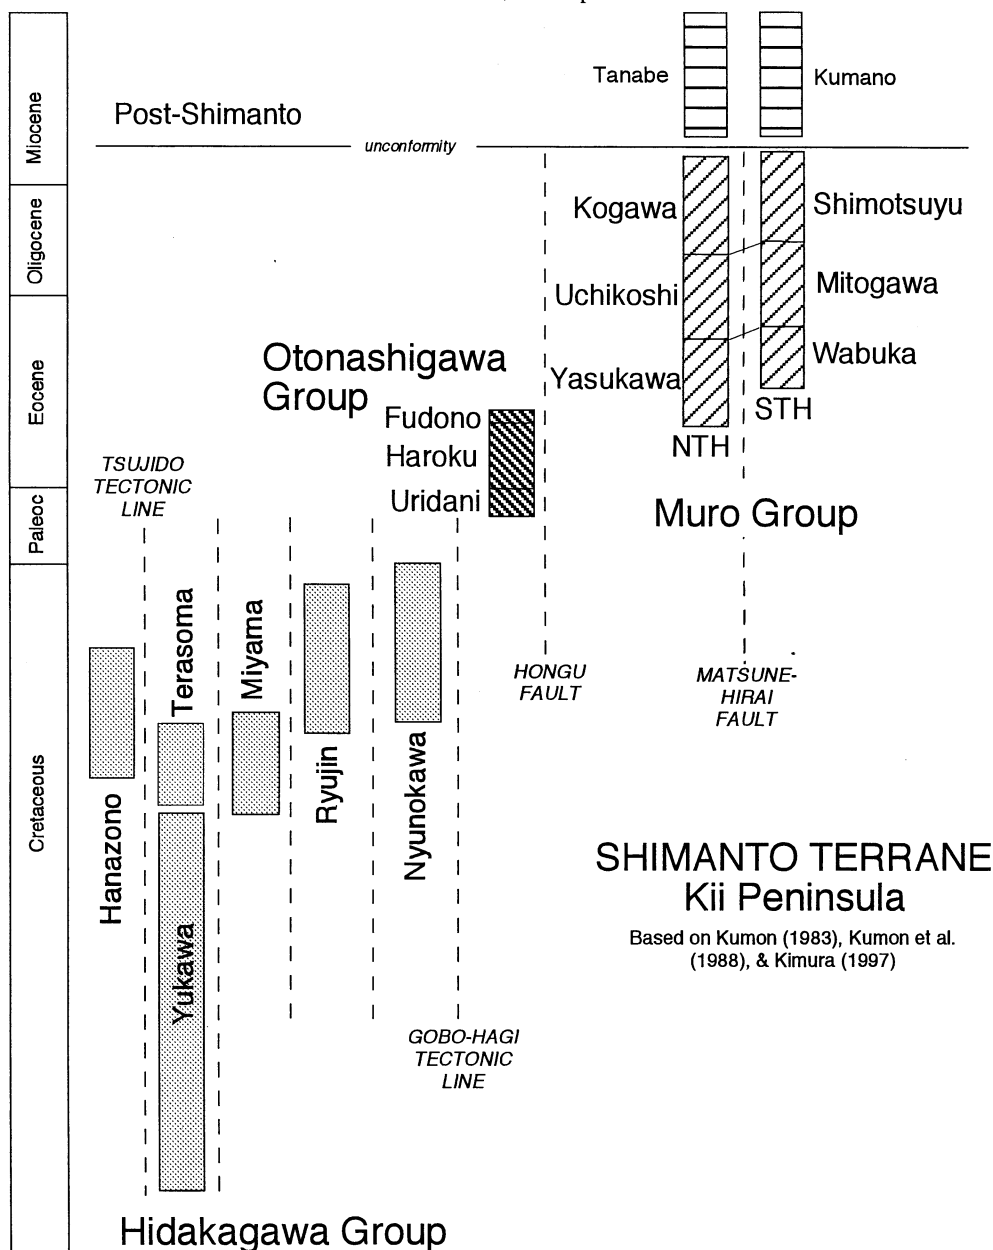 Tanabe
Kumano
Post-Shimanto
unconformity
Miocene
Oligocene
Eocene
Paleoc
Cretaceous
Kogawa
Shimotsuyu
Uchikoshi
Mitogawa
Yasukawa
Wabuka
STH
NTH
Muro Group
Otonashigawa
Group
Fudono
Haroku
Uridani
TSUJIDO
TECTONIC
LINE
Hanazono
Terasoma
Yukawa
Miyama
Ryujin
Nyunokawa
HONGU
FAULT
MATSUNE-
HIRAI
FAULT
GOBO-HAGI
TECTONIC
LINE
SHIMANTO TERRANE
Kii Peninsula
Based on Kumon (1983), Kumon et al.
(1988), & Kimura (1997)
Hidakagawa Group